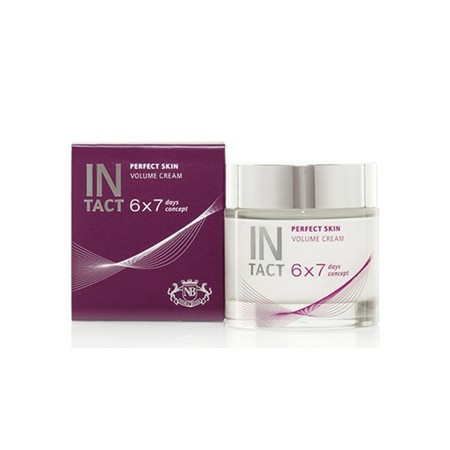 IN
TACT
PERFECT SKIN
VOLUME CREAM
6x7 days
concept
NB
IN
TACT
PERFECT SKIN
VOLUME CREAM
6x7 days
concept